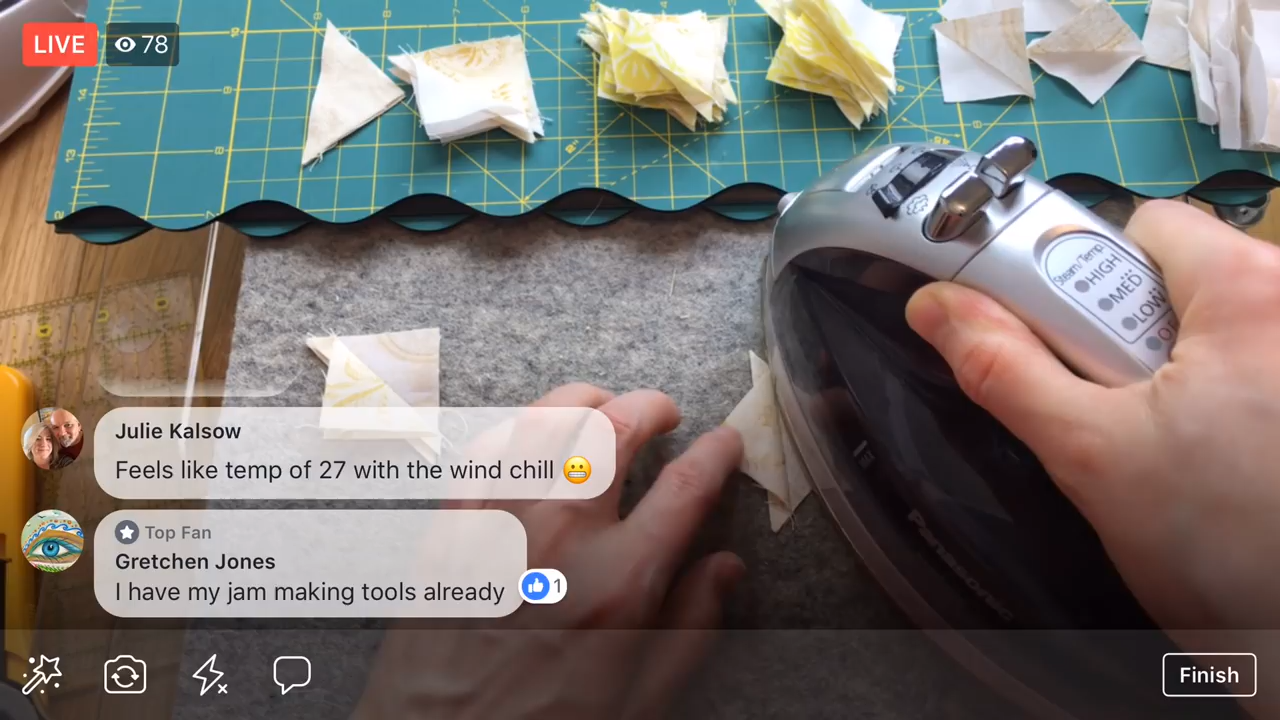 LIVE
78
Steam/Temp.
HIGH
MED
LOW
Panasonic
Julie Kalsow
Feels like temp of 27 with the wind chill 😬
Top Fan
Gretchen Jones
I have my jam making tools already
1
Finish